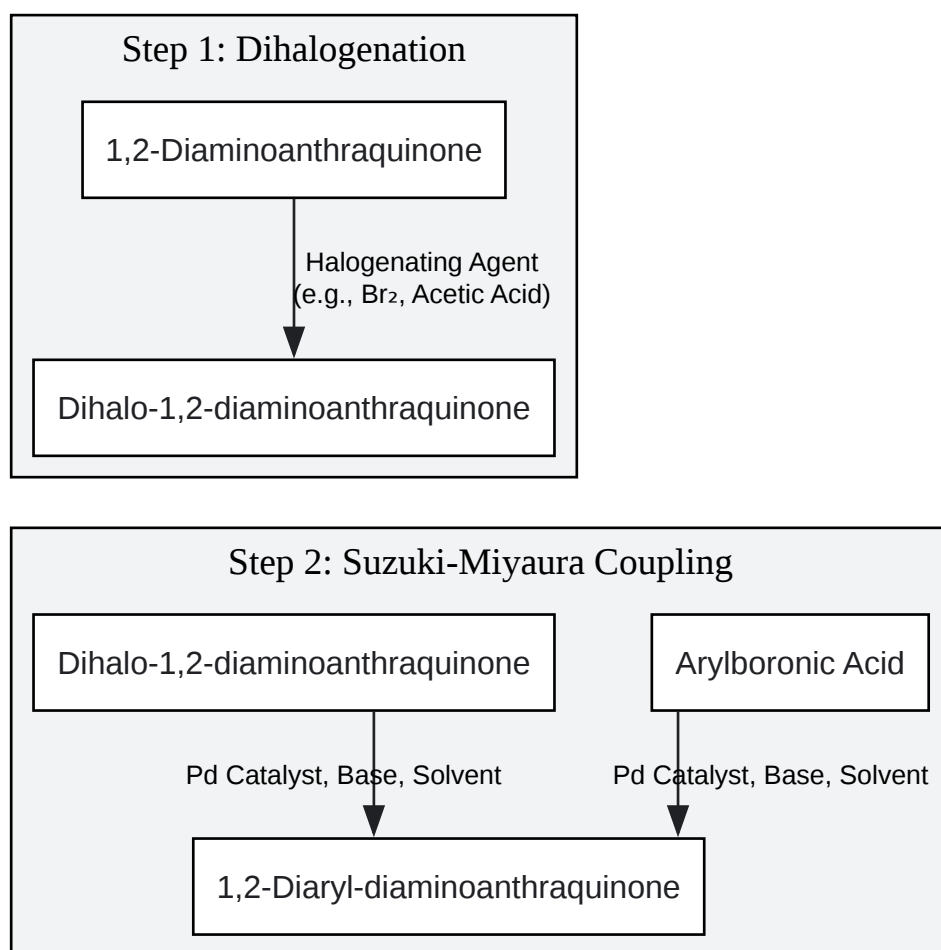 Step 1: Dihalogenation
1,2-Diaminoanthraquinone
Halogenating Agent
(e.g., Br₂, Acetic Acid)
Dihalo-1,2-diaminoanthraquinone
Step 2: Suzuki-Miyaura Coupling
Dihalo-1,2-diaminoanthraquinone
Arylboronic Acid
Pd Catalyst, Base, Solvent
Pd Catalyst, Base, Solvent
1,2-Diaryl-diaminoanthraquinone